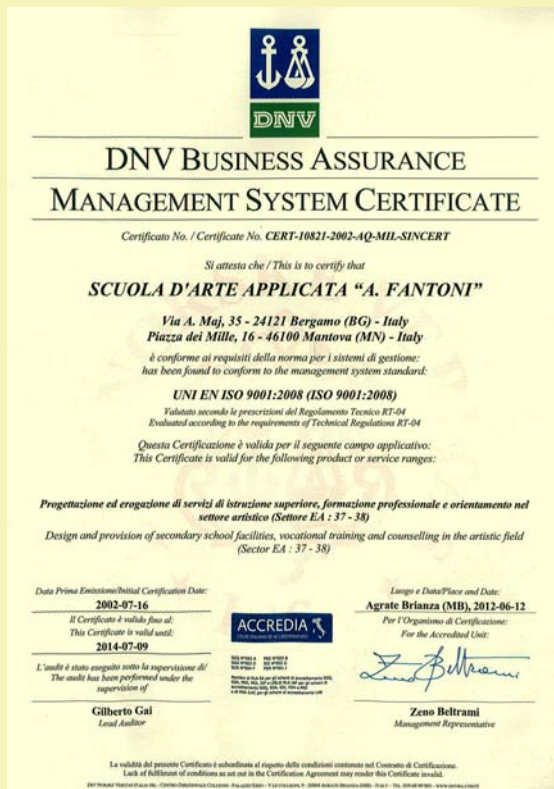 DNV
DNV BUSINESS ASSURANCE
MANAGEMENT SYSTEM CERTIFICATE
Certificato No. / Certificate No. CERT-10821-2002-AQ-MIL-SINCERT
Si attesta che / This is to certify that
SCUOLA D'ARTE APPLICATA “A. FANTONI”
Via A. Maj, 35 - 24121 Bergamo (BG) - Italy
Piazza dei Mille, 16 - 46100 Mantova (MN) - Italy
è conforme ai requisiti della norma per i sistemi di gestione:
has been found to conform to the management system standard:
UNI EN ISO 9001:2008 (ISO 9001:2008)
Valutato secondo le prescrizioni del Regolamento Tecnico RT-04
Evaluated according to the requirements of Technical Regulations RT-04
Questa Certificazione è valida per il seguente campo applicativo:
This Certificate is valid for the following product or service ranges:
Progettazione ed erogazione di servizi di istruzione superiore, formazione professionale e orientamento nel
settore artistico (Settore EA : 37 - 38)
Design and provision of secondary school facilities, vocational training and counselling in the artistic field
(Sector EA : 37 - 38)
Data Prima Emissione/Initial Certification Date:
2002-07-16
Il Certificato è valido fino al:
This Certificate is valid until:
2014-07-09
L'audit è stato eseguito sotto la supervisione di/
The audit has been performed under the
supervision of
Gilberto Gai
Lead Auditor
ACCREDIA
Luogo e Data/Place and Date:
Agrate Brianza (MB), 2012-06-12
Per l'Organismo di Certificazione:
For the Accredited Unit:
Zeno Beltrami
Zeno Beltrami
Management Representative
La validità del presente Certificato è subordinata al rispetto delle condizioni contenute nel Contratto di Certificazione.
Lack of fulfilment of conditions as set out in the Certification Agreement may render this Certificate invalid.